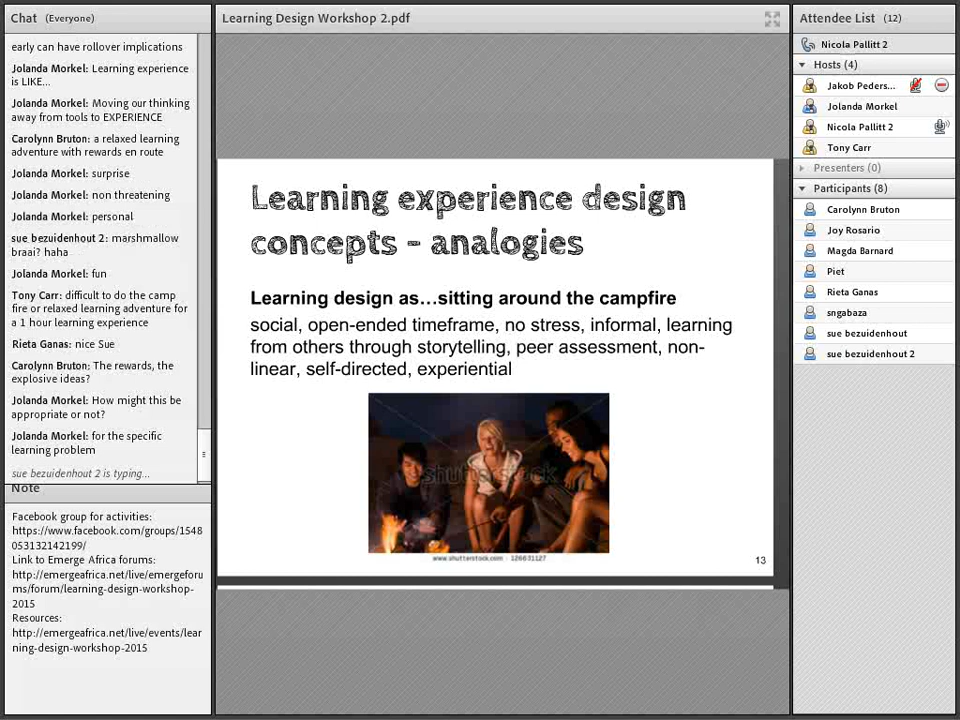 Chat (Everyone)
early can have rollover implications
Jolanda Morkel: Learning experience
is LIKE...
Jolanda Morkel: Moving our thinking
away from tools to EXPERIENCE
Carolynn Bruton: a relaxed learning
adventure with rewards en route
Jolanda Morkel: surprise
Jolanda Morkel: non threatening
Jolanda Morkel: personal
sue bezuidenhout 2: marshmallow
braai? haha
Jolanda Morkel: fun
Tony Carr: difficult to do the camp
fire or relaxed learning adventure for
a 1 hour learning experience
Rieta Ganas: nice Sue
Carolynn Bruton: The rewards, the
explosive ideas?
Jolanda Morkel: How might this be
appropriate or not?
Jolanda Morkel: for the specific
learning problem
sue bezuidenhout 2 is typing...
Note
Facebook group for activities:
https://www.facebook.com/groups/1548
053132142199/
Link to Emerge Africa forums:
http://emergeafrica.net/live/emergeforu
ms/forum/learning-design-workshop-
2015
Resources:
http://emergeafrica.net/live/events/lear
ning-design-workshop-2015
Learning Design Workshop 2.pdf
Learning experience design
concepts - analogies
Learning design as…sitting around the campfire
social, open-ended timeframe, no stress, informal, learning
from others through storytelling, peer assessment, non-
linear, self-directed, experiential
shutterstock
www.shutterstock.com · 126631127
13
Attendee List (12)
Nicola Pallitt 2
Hosts (4)
Jakob Peders...
Jolanda Morkel
Nicola Pallitt 2
Tony Carr
Presenters (0)
Participants (8)
Carolynn Bruton
Joy Rosario
Magda Barnard
Piet
Rieta Ganas
sngabaza
sue bezuidenhout
sue bezuidenhout 2